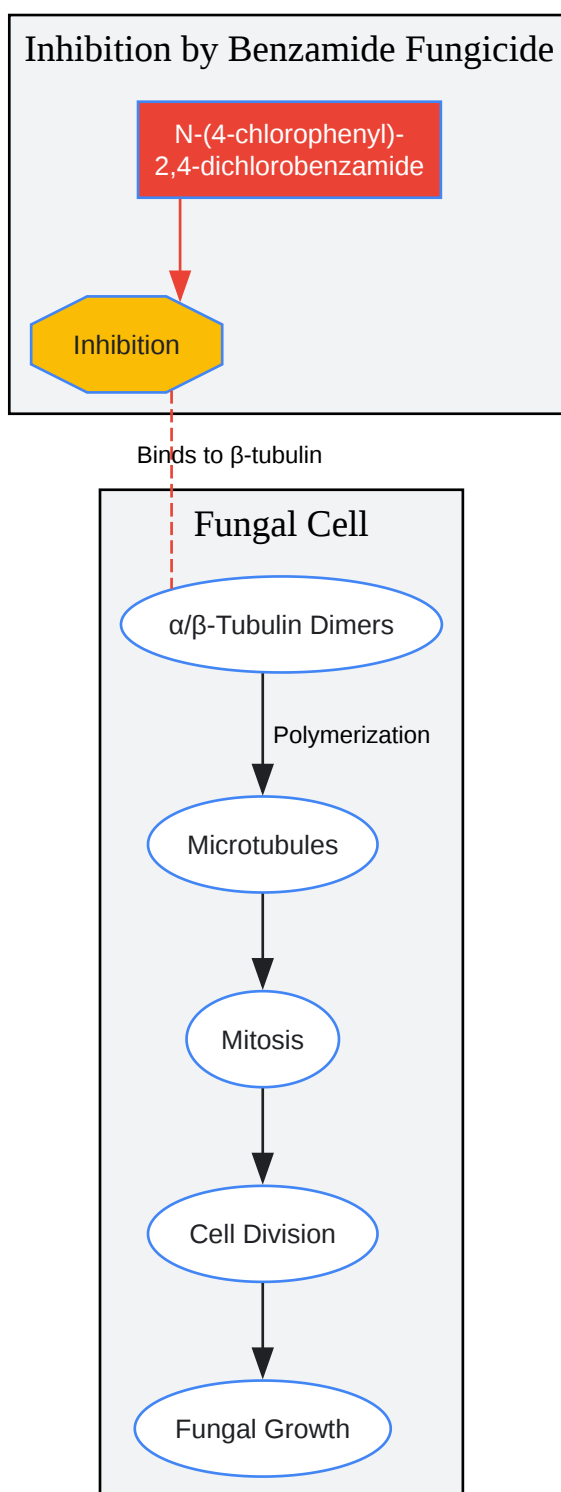 Inhibition by Benzamide Fungicide
N-(4-chlorophenyl)-
2,4-dichlorobenzamide
Inhibition
Binds to β-tubulin
Fungal Cell
α/β-Tubulin Dimers
Polymerization
Microtubules
Mitosis
Cell Division
Fungal Growth